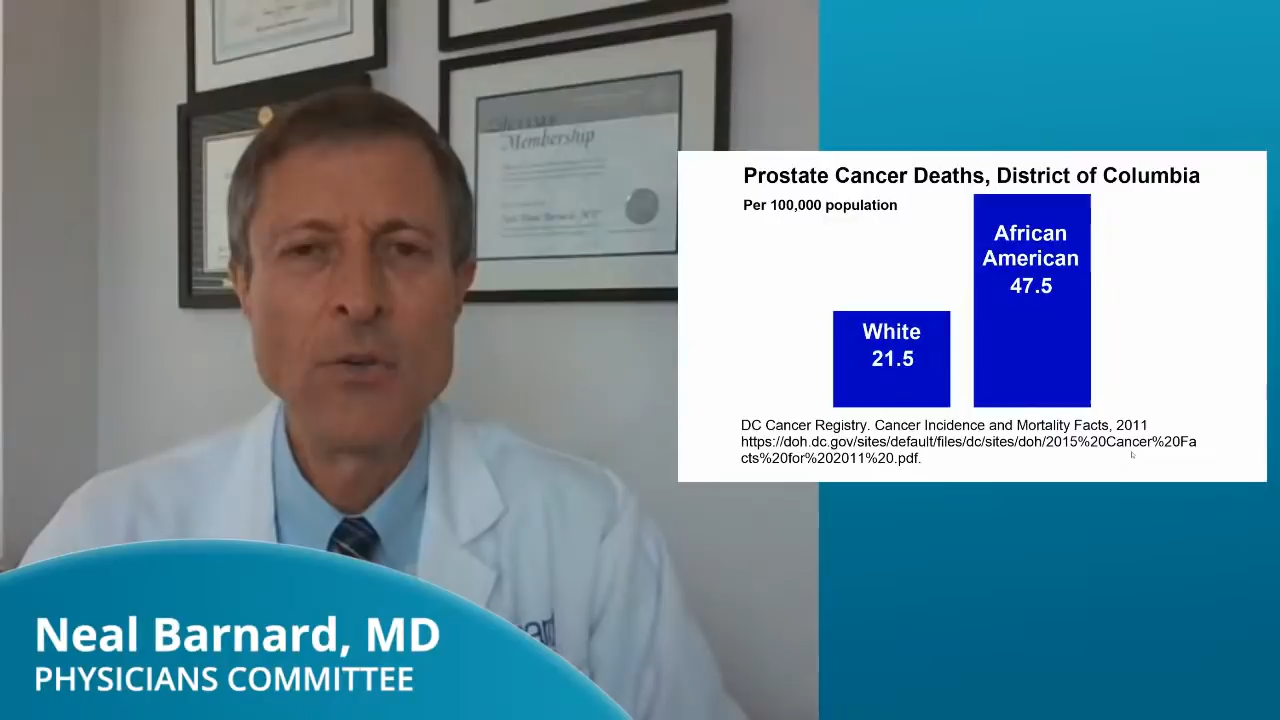 Membership
Prostate Cancer Deaths, District of Columbia
Per 100,000 population
African
American
47.5
White
21.5
DC Cancer Registry. Cancer Incidence and Mortality Facts, 2011
https://doh.dc.gov/sites/default/files/dc/sites/doh/2015%20Cancer%20Fa
cts%20for%202011%20.pdf.
Neal Barnard, MD
PHYSICIANS COMMITTEE